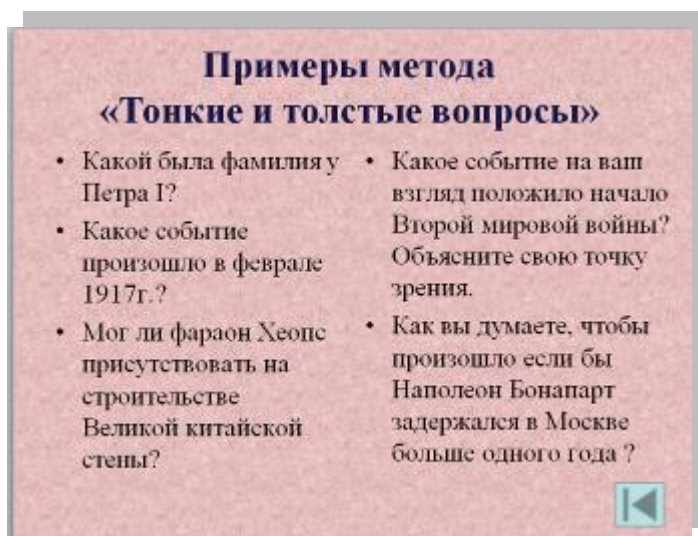 Примеры метода
«Тонкие и толстые вопросы»
• Какой была фамилия у
Петра I?
• Какое событие
произошло в феврале
1917г.?
• Мог ли фараон Хеопс
присутствовать на
строительстве
Великой китайской
стены?
• Какое событие на ваш
взгляд положило начало
Второй мировой войны?
Объясните свою точку
зрения.
• Как вы думаете, чтобы
произошло если бы
Наполеон Бонапарт
задержался в Москве
больше одного года ?